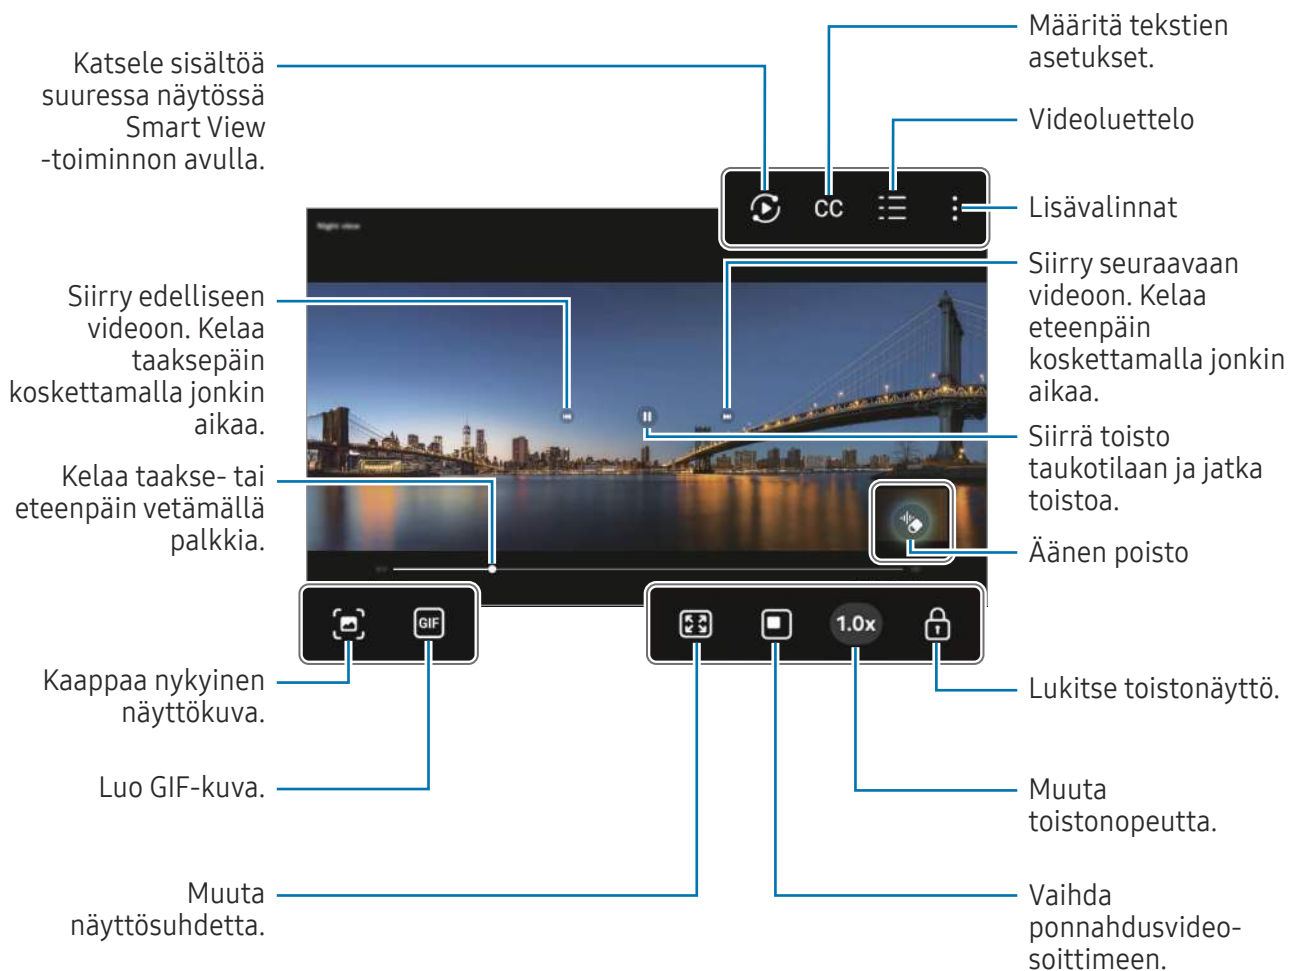 Määritä tekstien
asetukset.
Katsele sisältöä
suuressa näytössä
Smart View
-toiminnon avulla.
Videoluettelo
CC
Lisävalinnat
Night view
Siirry edelliseen
videoon. Kelaa
taaksepäin
koskettamalla jonkin
aikaa.
Siirry seuraavaan
videoon. Kelaa
eteenpäin
koskettamalla jonkin
aikaa.
Siirrä toisto
taukotilaan ja jatka
toistoa.
Kelaa taakse- tai
eteenpäin vetämällä
palkkia.
Äänen poisto
GIF
1.0x
Kaappaa nykyinen
näyttökuva.
Lukitse toistonäyttö.
Luo GIF-kuva.
Muuta
toistonopeutta.
Muuta
näyttösuhdetta.
Vaihda
ponnahdusvideo-
soittimeen.